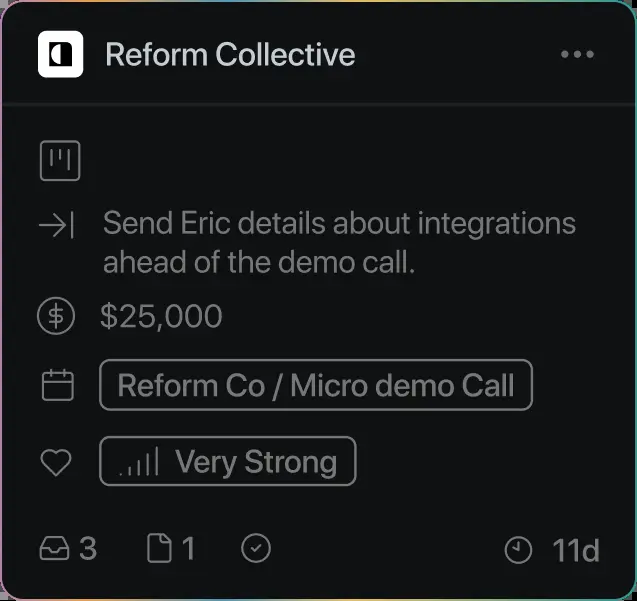 Reform Collective
Send Eric details about integrations
ahead of the demo call.
$25,000
Reform Co / Micro demo Call
Very Strong
3 1 11d